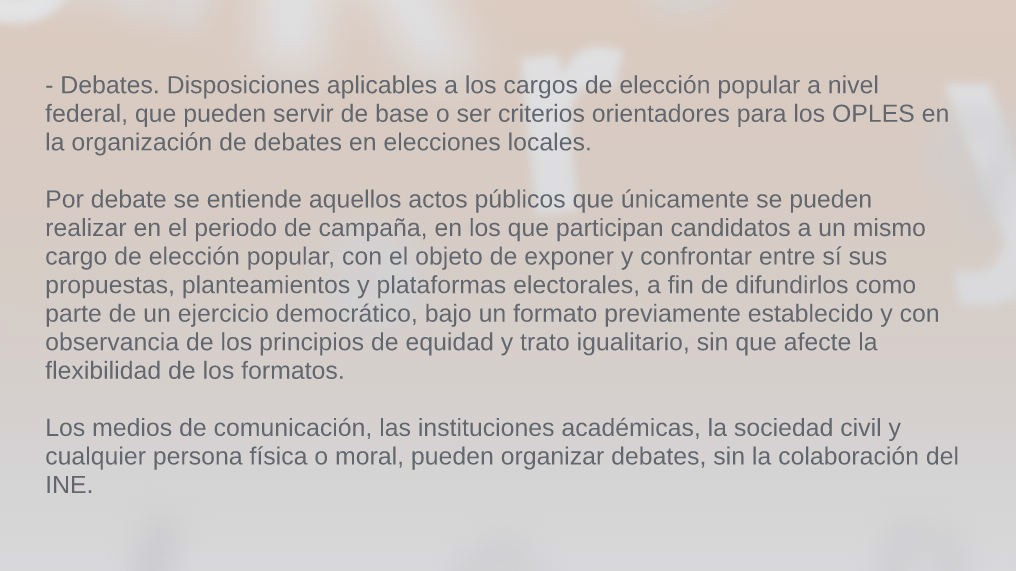 - Debates. Disposiciones aplicables a los cargos de elección popular a nivel
federal, que pueden servir de base o ser criterios orientadores para los OPLES en
la organización de debates en elecciones locales.
Por debate se entiende aquellos actos públicos que únicamente se pueden
realizar en el periodo de campaña, en los que participan candidatos a un mismo
cargo de elección popular, con el objeto de exponer y confrontar entre sí sus
propuestas, planteamientos y plataformas electorales, a fin de difundirlos como
parte de un ejercicio democrático, bajo un formato previamente establecido y con
observancia de los principios de equidad y trato igualitario, sin que afecte la
flexibilidad de los formatos.
Los medios de comunicación, las instituciones académicas, la sociedad civil y
cualquier persona física o moral, pueden organizar debates, sin la colaboración del
INE.